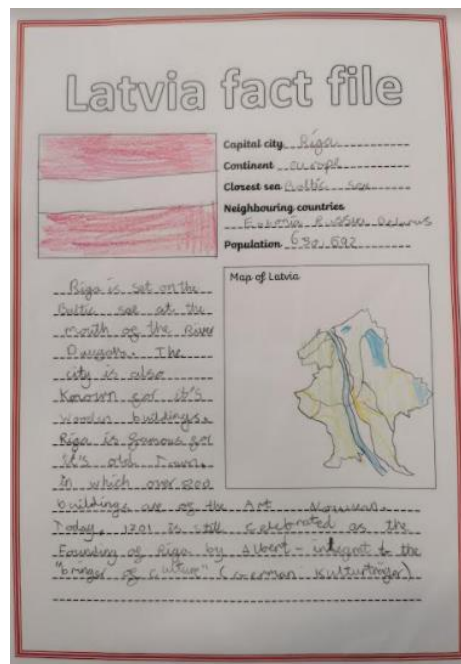 Latvia fact file
Capital city Riga
Continent europe
Closest sea Baltic sea
Neighbouring countries
Estonia Russia Belarus
Population 630,692
Map of Latvia
Riga is set on the
Baltic sae at the
mouth of the River
Daugava. The
city is also
Known for it's
wooden buildings.
Riga is famous for
it's old Town,
in which over
buildings are of the Art
Today, 1201 is still celebrated as the
Founding of Riga by Albert - integral to the
"bringer of culture" (German Kulturträger)